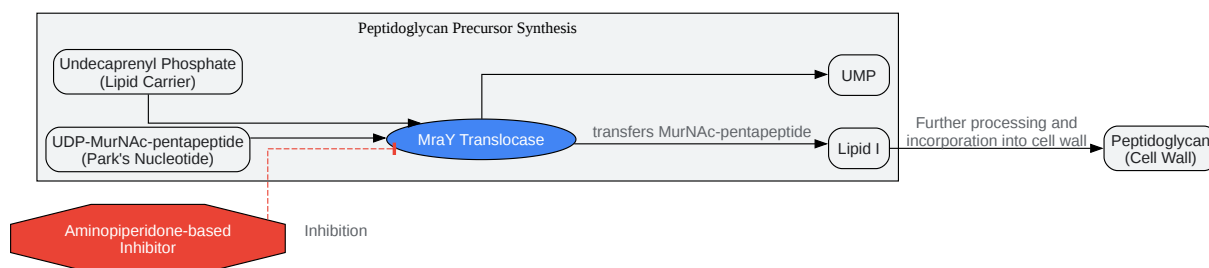 Peptidoglycan Precursor Synthesis
Undecaprenyl Phosphate
(Lipid Carrier)
UMP
UDP-MurNAc-pentapeptide
(Park's Nucleotide)
MraY Translocase
transfers MurNAc-pentapeptide
Lipid I
Further processing and
incorporation into cell wall
Peptidoglycan
(Cell Wall)
Aminopiperidone-based
Inhibitor
Inhibition